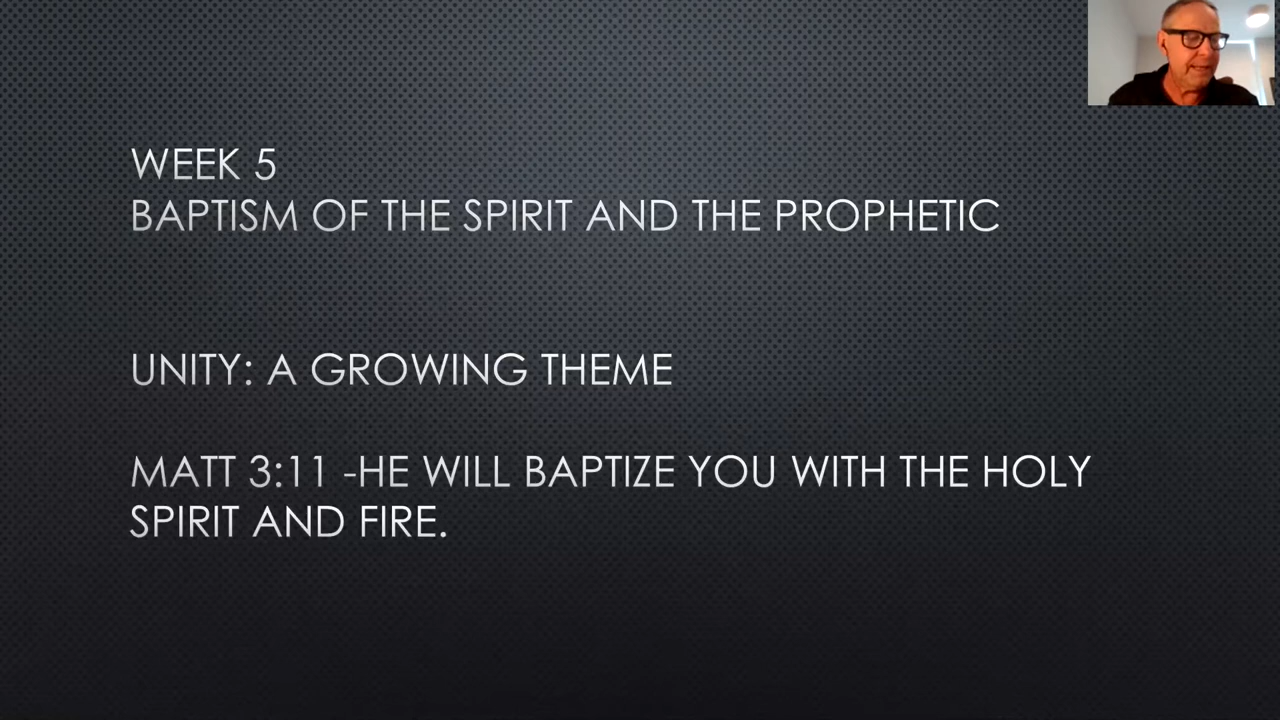 WEEK 5
BAPTISM OF THE SPIRIT AND THE PROPHETIC
UNITY: A GROWING THEME
MATT 3:11 -HE WILL BAPTIZE YOU WITH THE HOLY
SPIRIT AND FIRE.